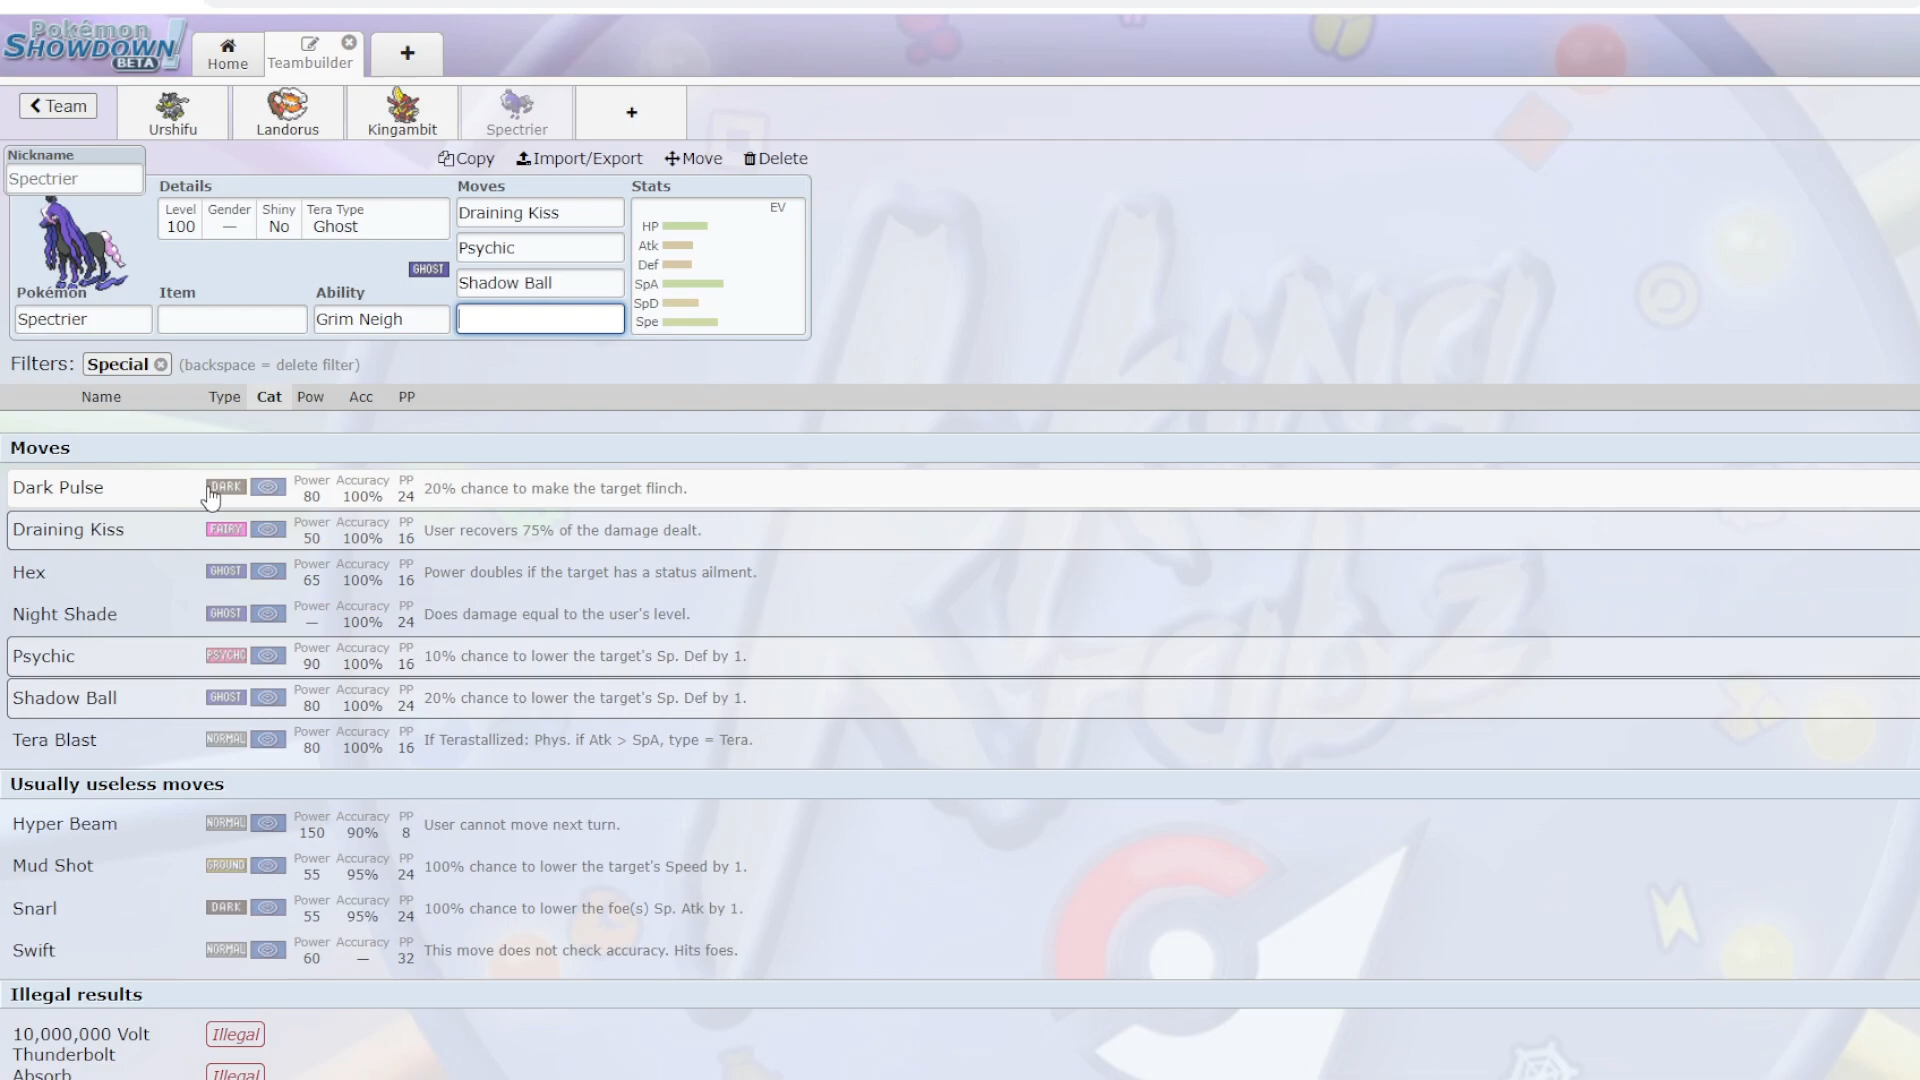 Pokémon
SHOWDOWN!
BETA
Home
Teambuilder
+
Team
Urshifu
Landorus
Kingambit
Spectrier
+
Nickname
Spectrier
Copy
Import/Export
Move
Delete
Details
Moves
Stats
Level
100
Gender
—
Shiny
No
Tera Type
Ghost
Draining Kiss
Psychic
Shadow Ball
GHOST
EV
HP
Atk
Def
SpA
SpD
Spe
Pokémon
Spectrier
Item
Ability
Grim Neigh
Filters: Special (backspace = delete filter)
Name Type Cat Pow Acc PP
Moves
Dark Pulse DARK Power 80 Accuracy 100% PP 24 20% chance to make the target flinch.
Draining Kiss FAIRY Power 50 Accuracy 100% PP 16 User recovers 75% of the damage dealt.
Hex GHOST Power 65 Accuracy 100% PP 16 Power doubles if the target has a status ailment.
Night Shade GHOST Power — Accuracy 100% PP 24 Does damage equal to the user's level.
Psychic PSYCHC Power 90 Accuracy 100% PP 16 10% chance to lower the target's Sp. Def by 1.
Shadow Ball GHOST Power 80 Accuracy 100% PP 24 20% chance to lower the target's Sp. Def by 1.
Tera Blast NORMAL Power 80 Accuracy 100% PP 16 If Terastallized: Phys. if Atk > SpA, type = Tera.
Usually useless moves
Hyper Beam NORMAL Power 150 Accuracy 90% PP 8 User cannot move next turn.
Mud Shot GROUND Power 55 Accuracy 95% PP 24 100% chance to lower the target's Speed by 1.
Snarl DARK Power 55 Accuracy 95% PP 24 100% chance to lower the foe(s) Sp. Atk by 1.
Swift NORMAL Power 60 Accuracy — PP 32 This move does not check accuracy. Hits foes.
Illegal results
10,000,000 Volt Illegal
Thunderbolt
Absorb Illegal